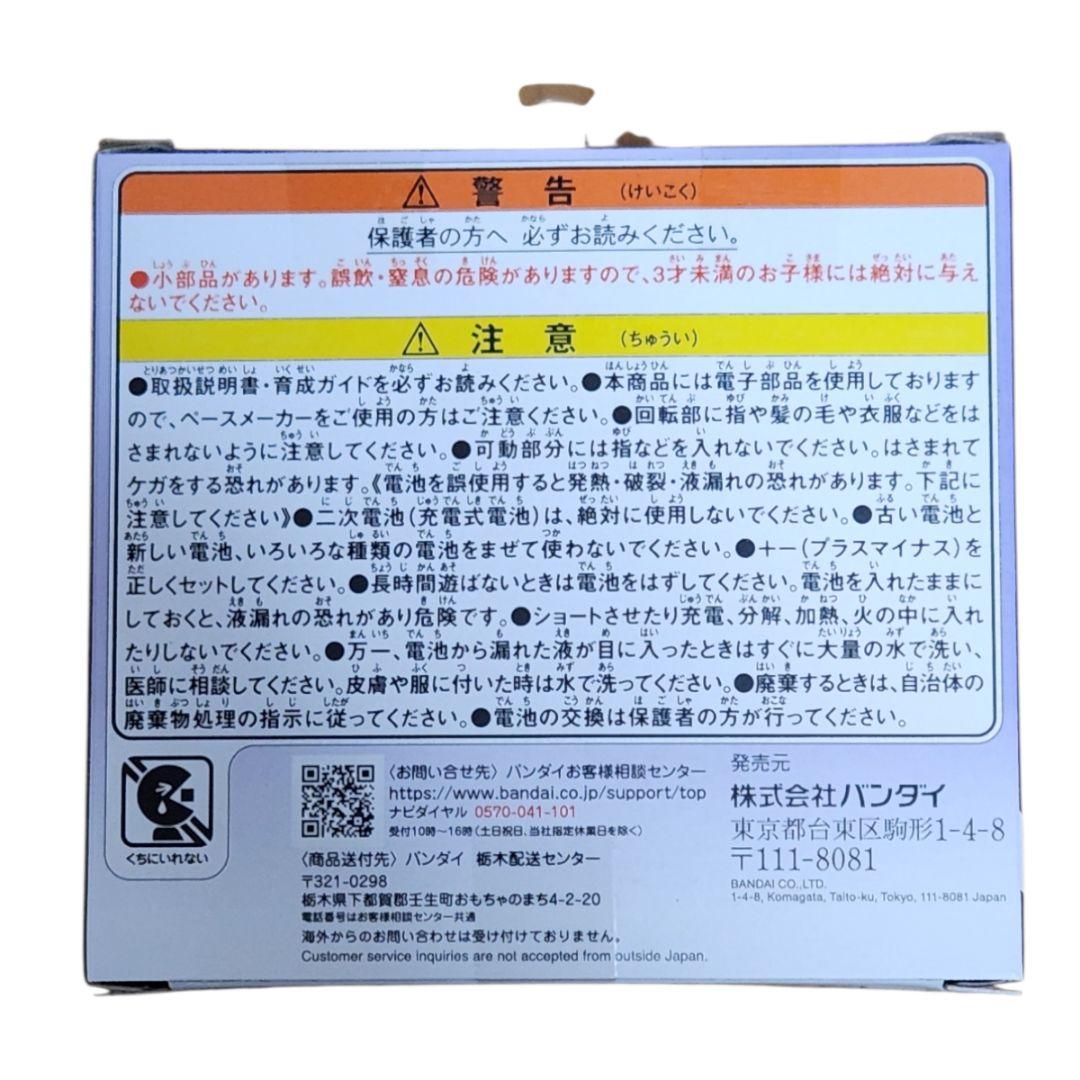 警告 (けいこく)
保護者の方へ 必ずお読みください。
●小部品があります。誤飲・窒息の危険がありますので、3才未満のお子様には絶対に与え
ないでください。
注意 (ちゅうい)
●取扱説明書・育成ガイドを必ずお読みください。●本商品には電子部品を使用しております
ので、ペースメーカーをご使用の方はご注意ください。●回転部に指や髪の毛や衣服などをは
さまれないように注意してください。●可動部分には指などを入れないでください。はさまれて
ケガをする恐れがあります。《電池を誤使用すると発熱・破裂・液漏れの恐れがあります。下記に
注意してください》●二次電池(充電式電池)は、絶対に使用しないでください。●古い電池と
新しい電池、いろいろな種類の電池をまぜて使わないでください。●+−(プラスマイナス)を
正しくセットしてください。●長時間遊ばないときは電池をはずしてください。電池を入れたままに
しておくと、液漏れの恐れがあり危険です。●ショートさせたり充電、分解、加熱、火の中に入れ
たりしないでください。●万一、電池から漏れた液が目に入ったときはすぐに大量の水で洗い、
医師に相談してください。皮膚や服に付いた時は水で洗ってください。●廃棄するときは、自治体の
廃棄物処理の指示に従ってください。●電池の交換は保護者の方が行ってください。
くちにいれない
〈お問い合せ先〉バンダイお客様相談センター
https://www.bandai.co.jp/support/top
ナビダイヤル 0570-041-101
受付10時〜16時(土日祝日、当社指定休業日を除く)
〈商品送付先〉バンダイ 栃木配送センター
〒321-0298
栃木県下都賀郡壬生町おもちゃのまち4-2-20
電話番号はお客様相談センター共通
海外からのお問い合わせは受け付けておりません。
Customer service inquiries are not accepted from outside Japan.
発売元
株式会社バンダイ
東京都台東区駒形1-4-8
〒111-8081
BANDAI CO.,LTD.
1-4-8, Komagata, Taito-ku, Tokyo, 111-8081 Japan